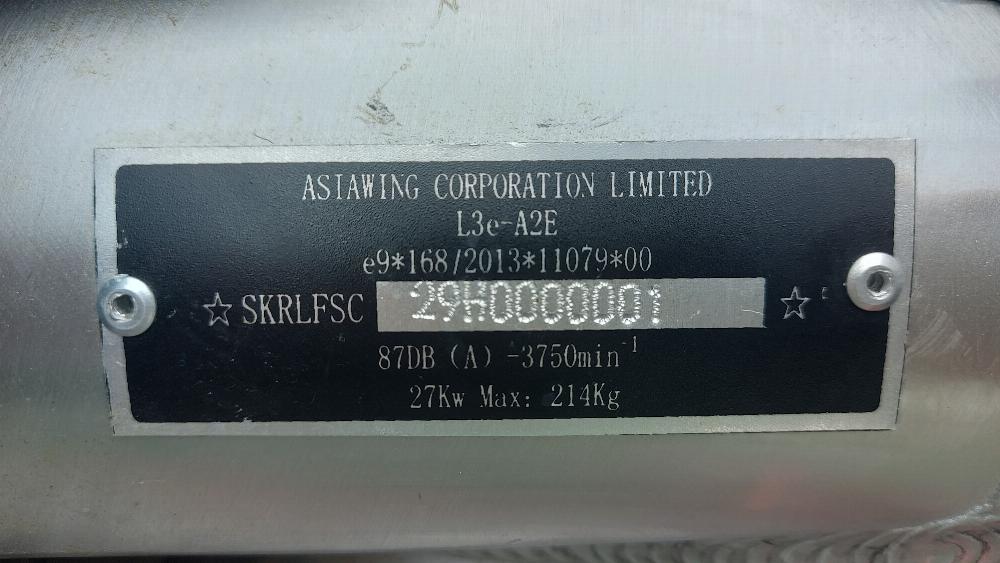 ASIAWING CORPORATION LIMITED
L3e-A2E
e9*168/2013*11079*00
☆SKRLFSC 29H0000001 ☆
87DB (A) -3750min⁻¹
27Kw Max: 214Kg